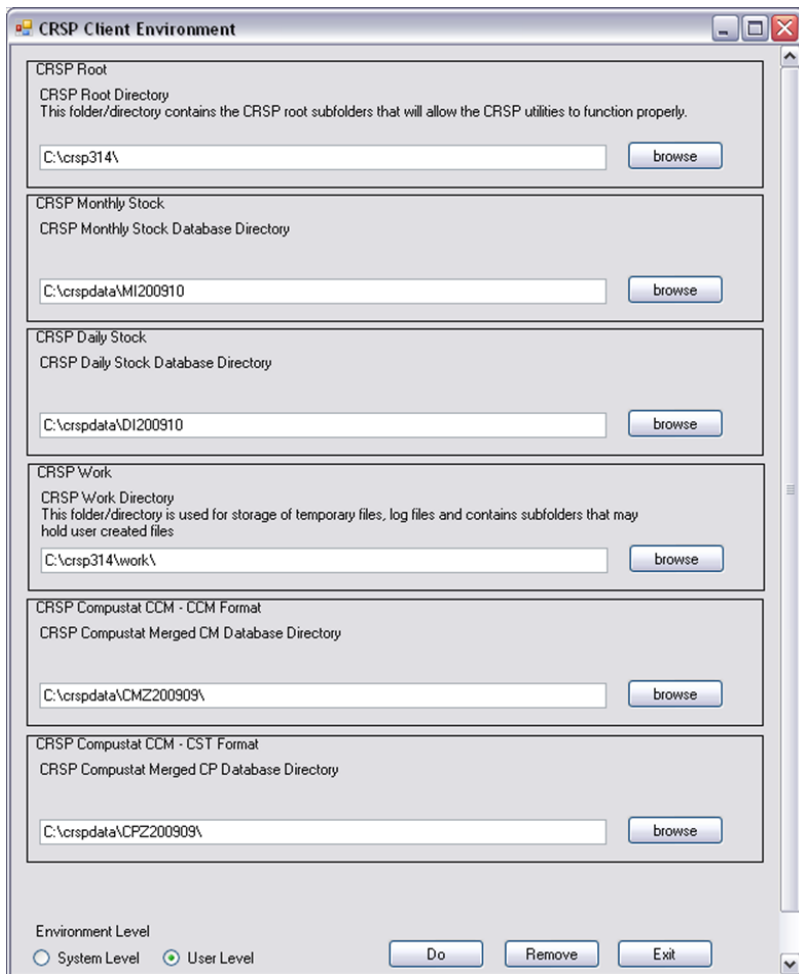 CRSP Client Environment
CRSP Root
CRSP Root Directory
This folder/directory contains the CRSP root subfolders that will allow the CRSP utilities to function properly.
C:\crsp314\
browse
CRSP Monthly Stock
CRSP Monthly Stock Database Directory
C:\crspdata\MI200910
browse
CRSP Daily Stock
CRSP Daily Stock Database Directory
C:\crspdata\DI200910
browse
CRSP Work
CRSP Work Directory
This folder/directory is used for storage of temporary files, log files and contains subfolders that may
hold user created files
C:\crsp314\work\
browse
CRSP Compustat CCM - CCM Format
CRSP Compustat Merged CM Database Directory
C:\crspdata\CMZ200909\
browse
CRSP Compustat CCM - CST Format
CRSP Compustat Merged CP Database Directory
C:\crspdata\CPZ200909\
browse
Environment Level
System Level
User Level
Do
Remove
Exit